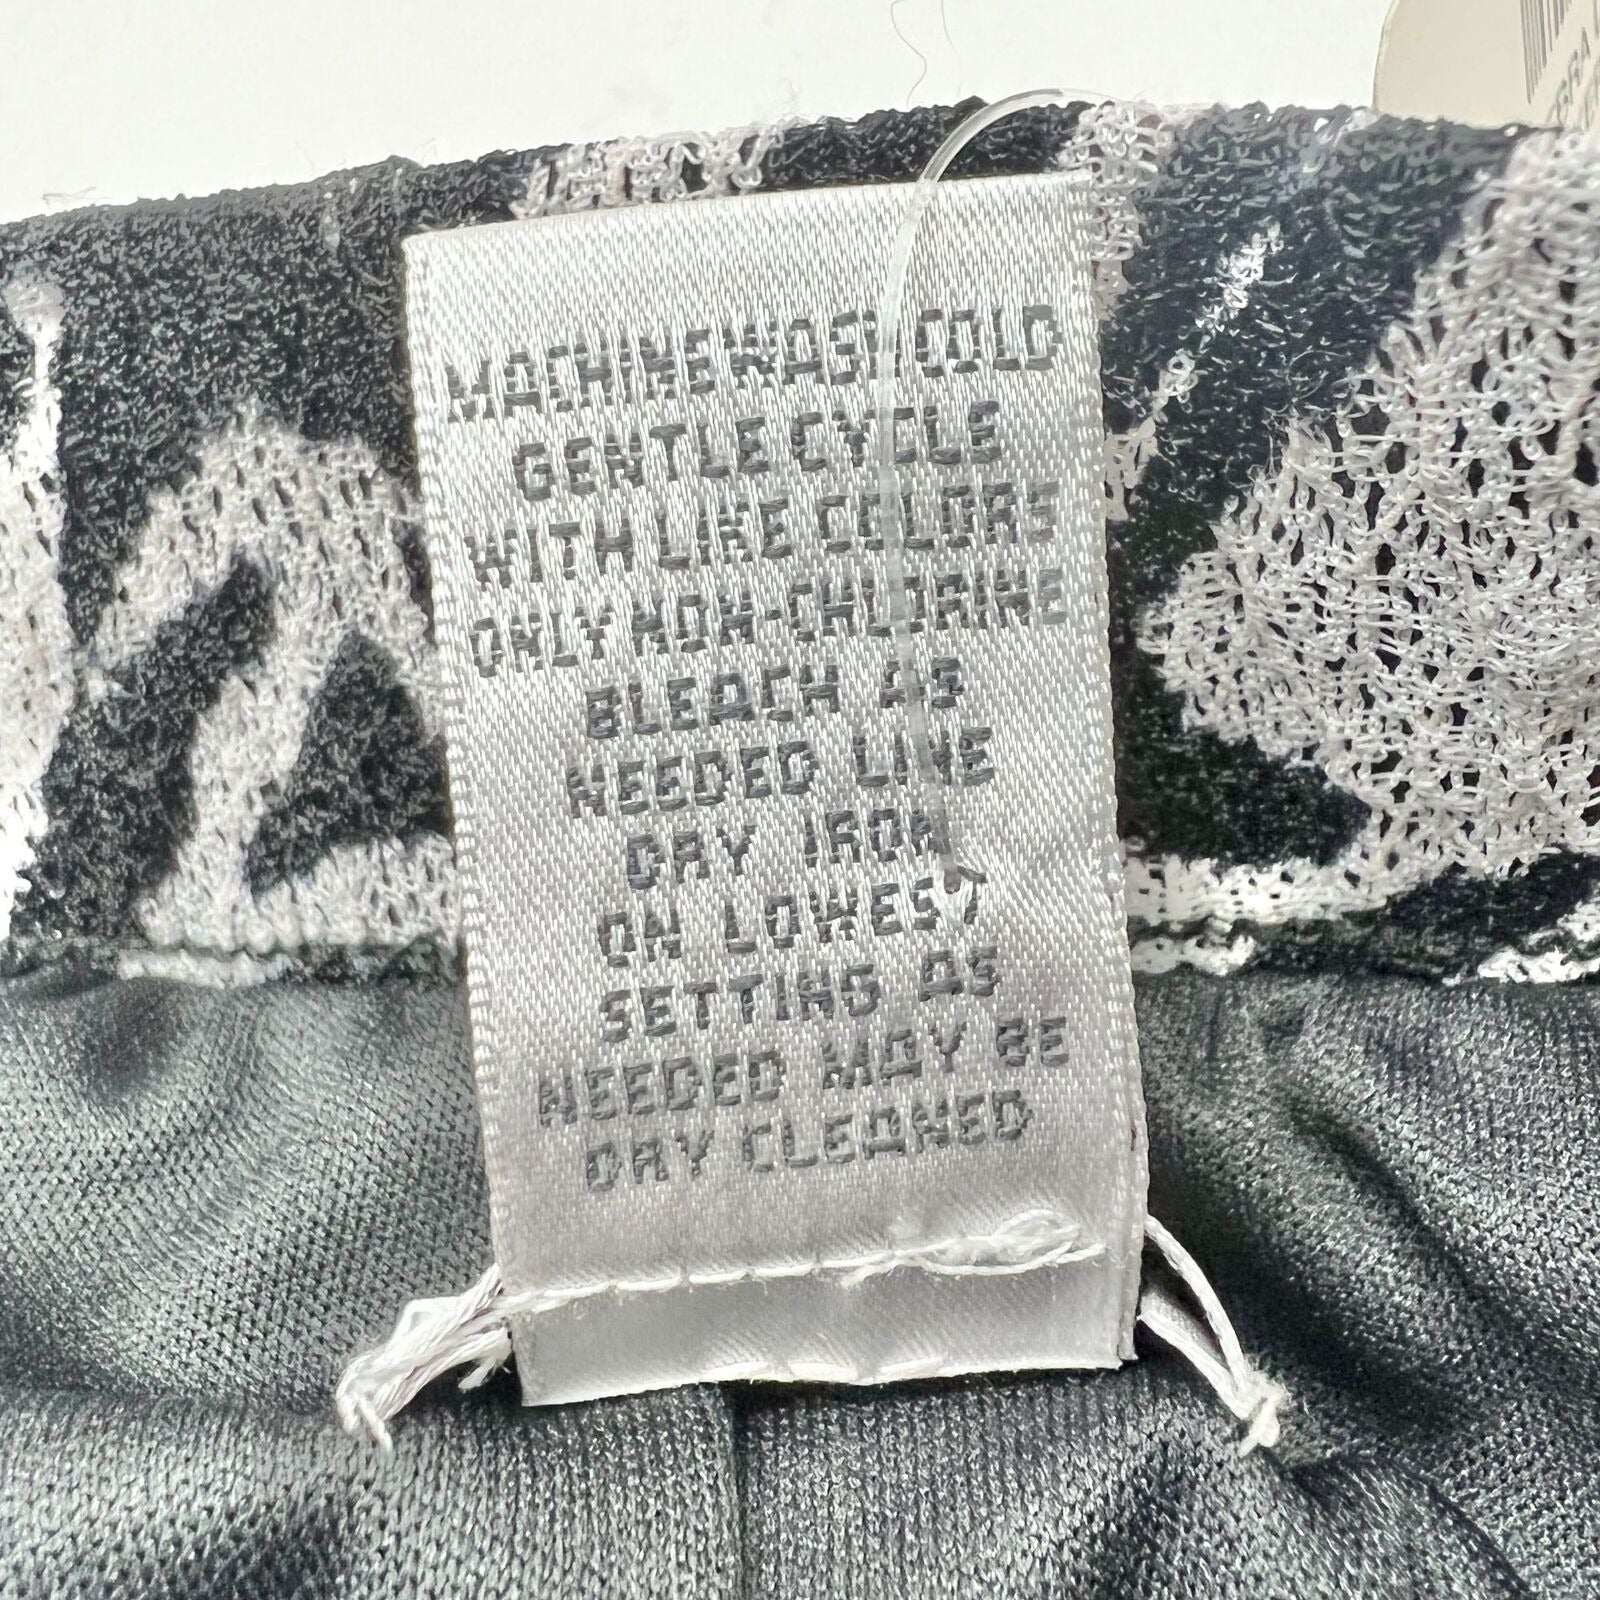 MACHINE WASH COLD
GENTLE CYCLE
WITH LIKE COLORS
ONLY NON-CHLORINE
BLEACH AS
NEEDED LINE
DRY IRON
ON LOWEST
SETTING AS
NEEDED MAY BE
DRY CLEANED